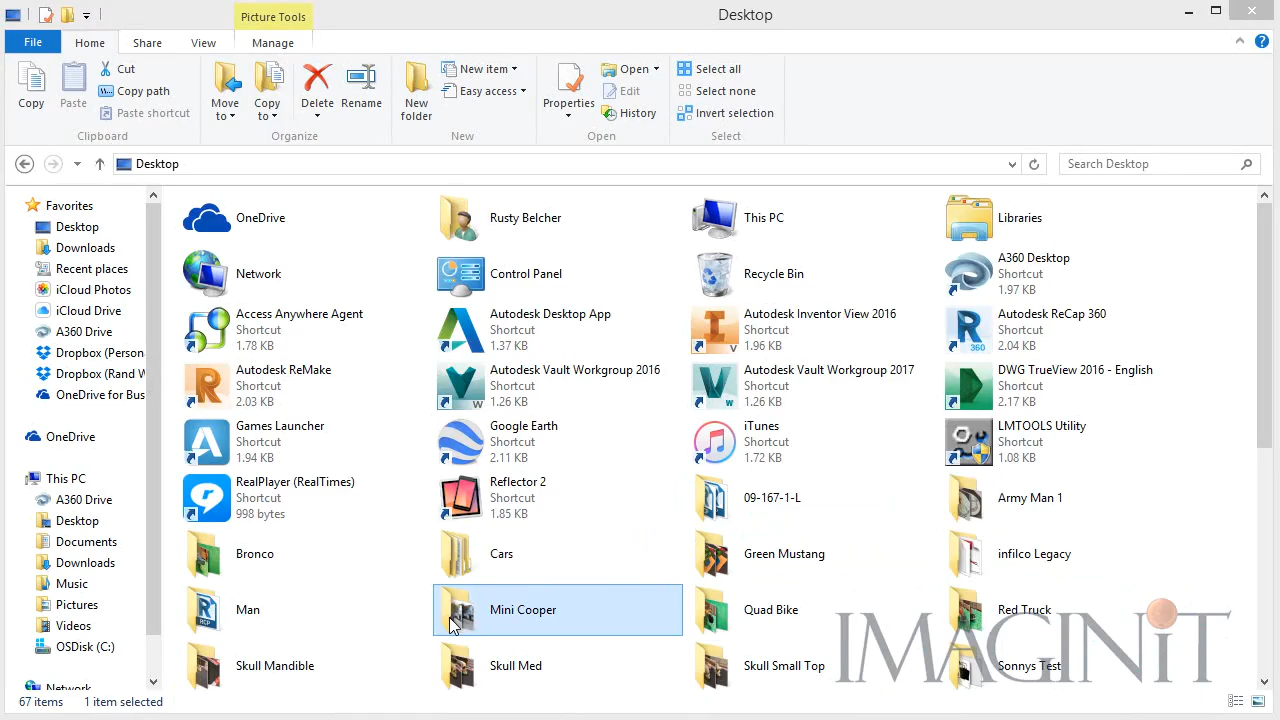 Picture Tools
Desktop
File
Home
Share
View
Manage
Copy
Paste
Cut
Copy path
Paste shortcut
Clipboard
Move to
Copy to
Delete
Rename
Organize
New folder
New item
Easy access
New
Properties
Open
Edit
History
Open
Select all
Select none
Invert selection
Select
Desktop
Search Desktop
Favorites
Desktop
Downloads
Recent places
iCloud Photos
iCloud Drive
A360 Drive
Dropbox (Person
Dropbox (Rand W
OneDrive for Bus
OneDrive
This PC
A360 Drive
Desktop
Documents
Downloads
Music
Pictures
Videos
OSDisk (C:)
Network
OneDrive
Rusty Belcher
This PC
Libraries
Network
Control Panel
Recycle Bin
A360 Desktop
Shortcut
1.97 KB
Access Anywhere Agent
Shortcut
1.78 KB
Autodesk Desktop App
Shortcut
1.37 KB
Autodesk Inventor View 2016
Shortcut
1.96 KB
Autodesk ReCap 360
Shortcut
2.04 KB
Autodesk ReMake
Shortcut
2.03 KB
Autodesk Vault Workgroup 2016
Shortcut
1.26 KB
Autodesk Vault Workgroup 2017
Shortcut
1.26 KB
DWG TrueView 2016 - English
Shortcut
2.17 KB
Games Launcher
Shortcut
1.94 KB
Google Earth
Shortcut
2.11 KB
iTunes
Shortcut
1.72 KB
LMTOOLS Utility
Shortcut
1.08 KB
RealPlayer (RealTimes)
Shortcut
998 bytes
Reflector 2
Shortcut
1.85 KB
09-167-1-L
Army Man 1
Bronco
Cars
Green Mustang
infilco Legacy
Man
Mini Cooper
Quad Bike
Red Truck
Skull Mandible
Skull Med
Skull Small Top
Sonnys Test
IMAGINiT
67 items
1 item selected